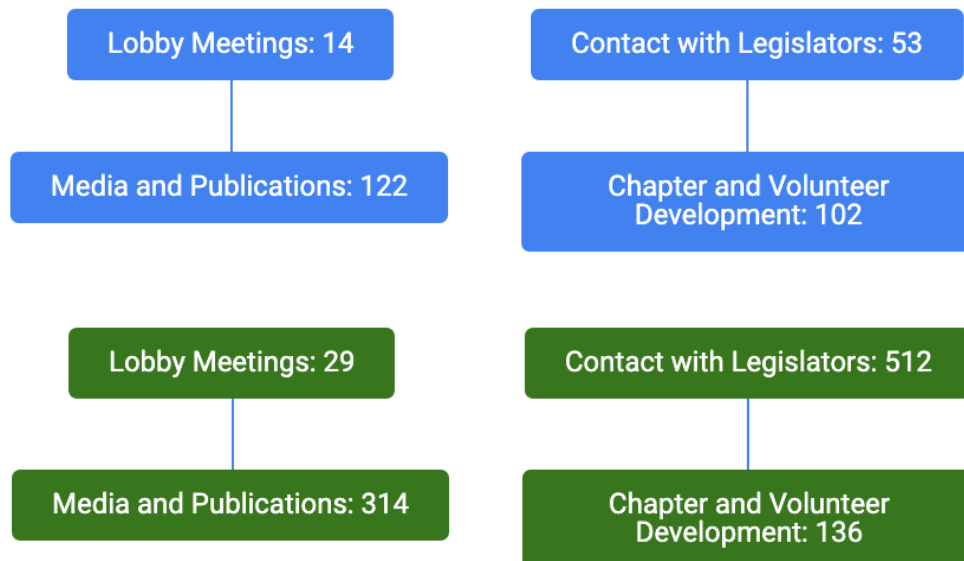 Lobby Meetings: 14
Contact with Legislators: 53
Media and Publications: 122
Chapter and Volunteer
Development: 102
Lobby Meetings: 29
Contact with Legislators: 512
Media and Publications: 314
Chapter and Volunteer
Development: 136